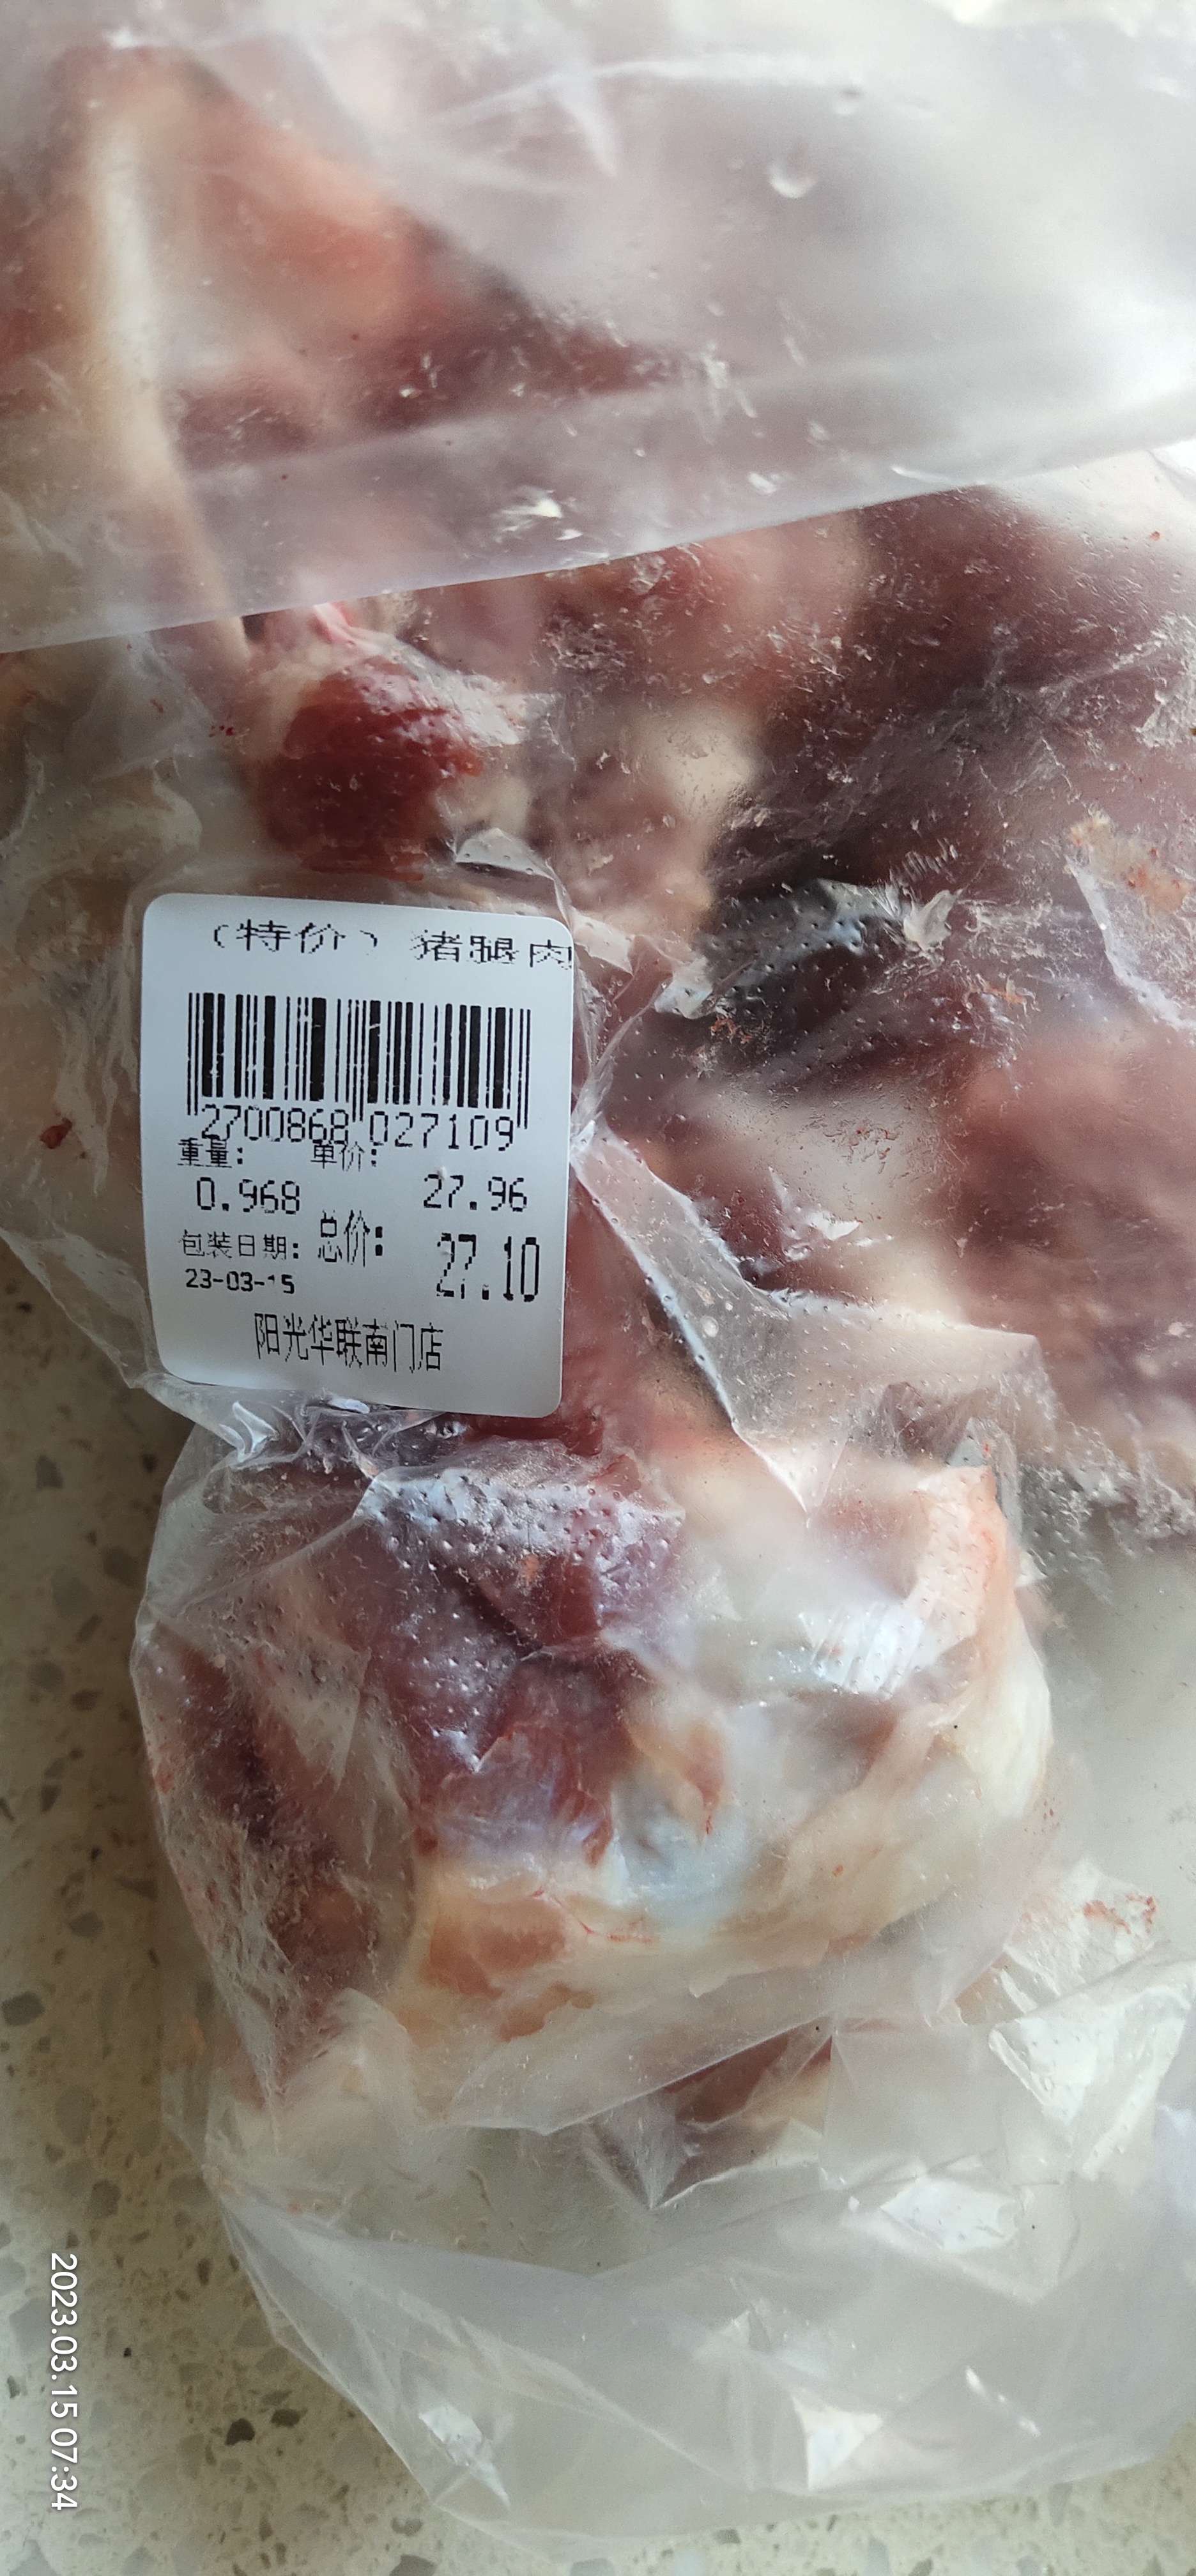 （特价）猪腿肉
2700868 027109
重量： 单价：
0.968 27.96
包装日期： 总价：
23-03-15 27.10
阳光华联南门店
2023.03.15 07:34